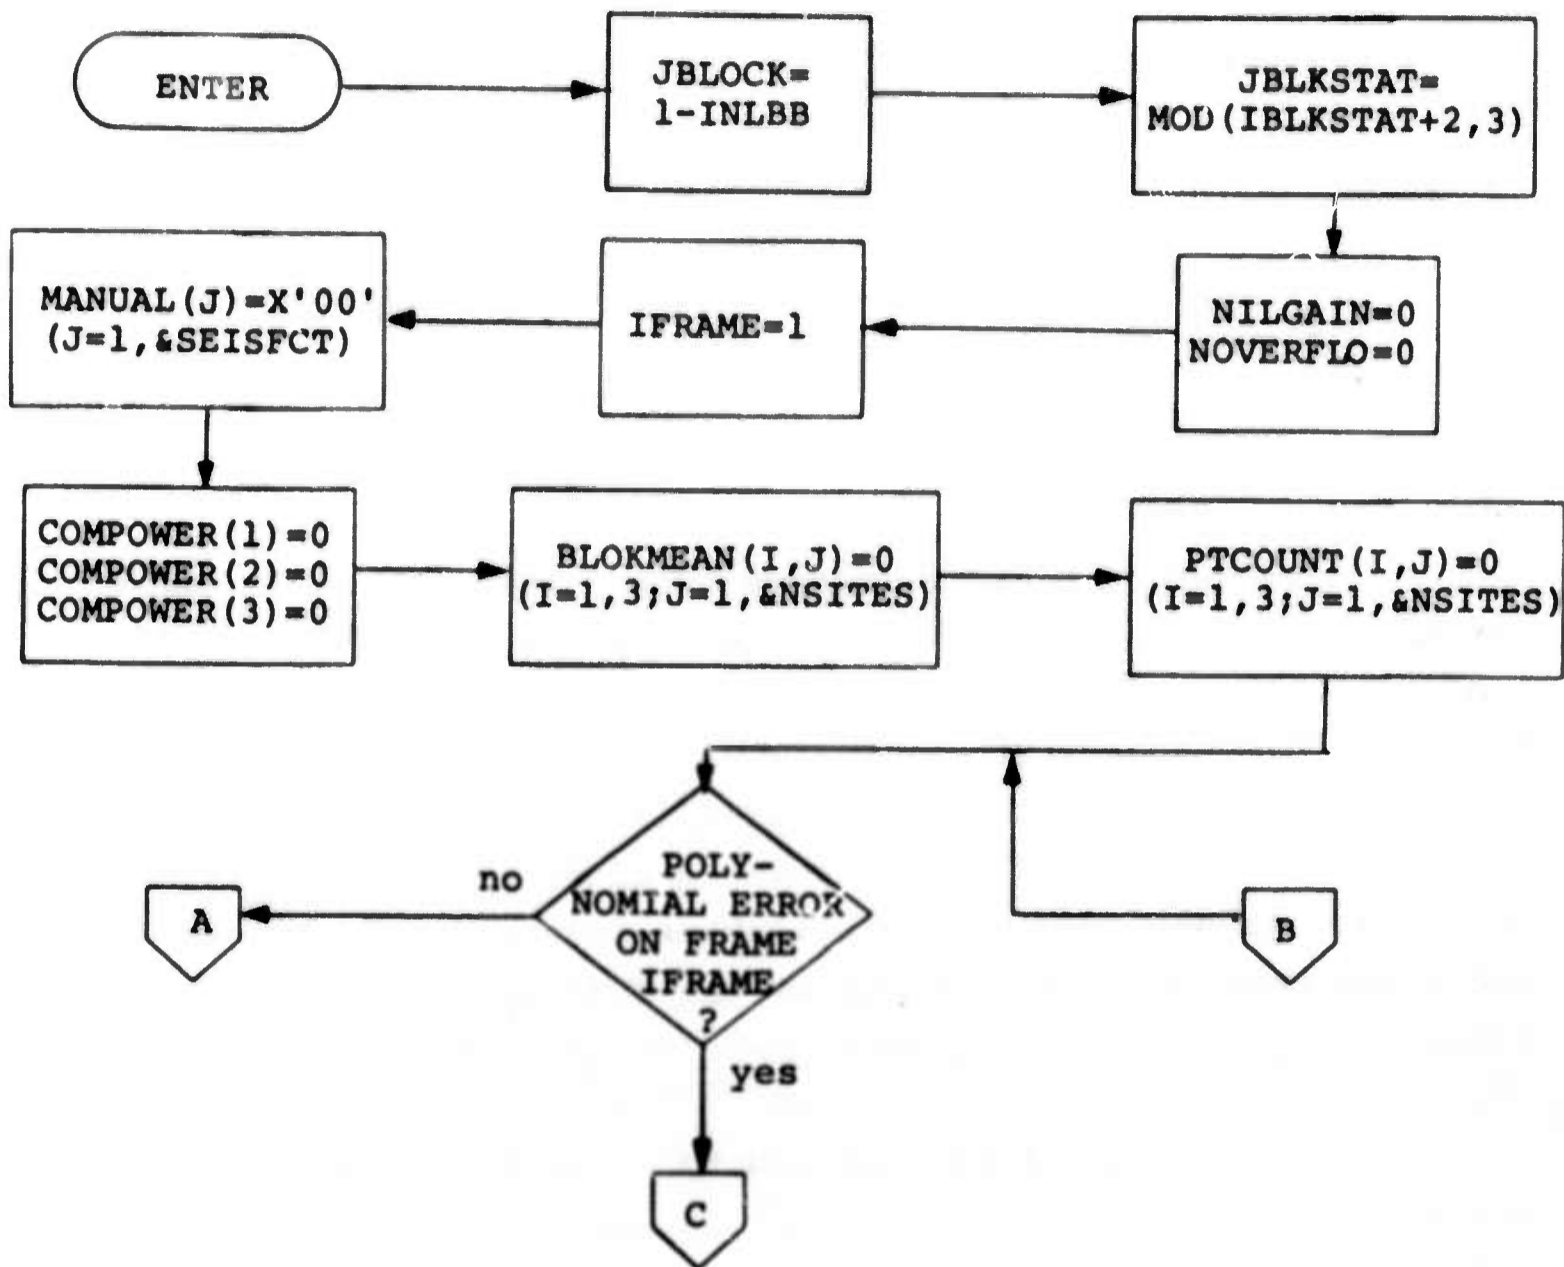 ENTER
JBLOCK=
1-INLBB
JBLKSTAT=
MOD(IBLKSTAT+2,3)
NILGAIN=0
NOVERFLO=0
IFRAME=1
MANUAL(J)=X'00'
(J=1,&SEISFCT)
COMPOWER(1)=0
COMPOWER(2)=0
COMPOWER(3)=0
BLOKMEAN(I,J)=0
(I=1,3;J=1,&NSITES)
PTCOUNT(I,J)=0
(I=1,3;J=1,&NSITES)
POLY-
NOMIAL ERROR
ON FRAME
IFRAME
?
no
A
B
yes
C